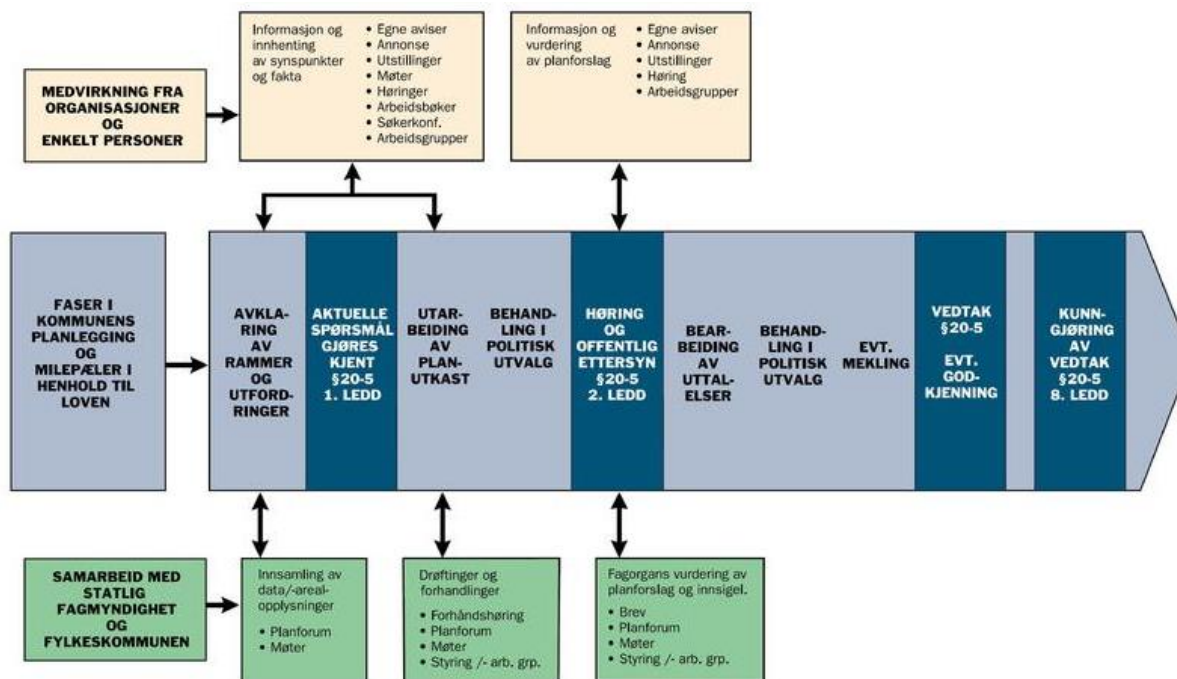 MEDVIRKNING FRA
ORGANISASJONER
OG
ENKELT PERSONER
Informasjon og
innhenting
av synspunkter
og fakta
• Egne aviser
• Annonse
• Utstillinger
• Møter
• Høringer
• Arbeidsbøker
• Søkerkonf.
• Arbeidsgrupper
Informasjon og
vurdering
av planforslag
• Egne aviser
• Annonse
• Utstillinger
• Høring
• Arbeidsgrupper
FASER I
KOMMUNENS
PLANLEGGING
OG
MILEPÆLER I
HENHOLD TIL
LOVEN
AVKLA-
RING AV
RAMMER
OG
UTFORD-
RINGER
AKTUELLE
SPØRSMÅL
GJØRES
KJENT
§20-5
1. LEDD
UTAR-
BEIDING
AV
PLAN-
UTKAST
BEHAND-
LING I
POLITISK
UTVALG
HØRING
OG
OFFENTLIG
ETTERSYN
§20-5
2. LEDD
BEAR-
BEIDING
AV
UTTAL-
ELSER
BEHAND-
LING I
POLITISK
UTVALG
EVT.
MEKLING
VEDTAK
§20-5
EVT.
GOD-
KJENNING
KUNN-
GJØRING
AV
VEDTAK
§20-5
8. LEDD
SAMARBEID MED
STATLIG
FAGMYNDIGHET
OG
FYLKESKOMMUNEN
Innsamling av
data/-areal-
opplysninger
• Planforum
• Møter
Drøftinger og
forhandlinger
• Forhåndshøring
• Planforum
• Møter
• Styring /- arb. grp.
Fagorgans vurdering av
planforslag og innsigel.
• Brev
• Planforum
• Møter
• Styring /- arb. grp.